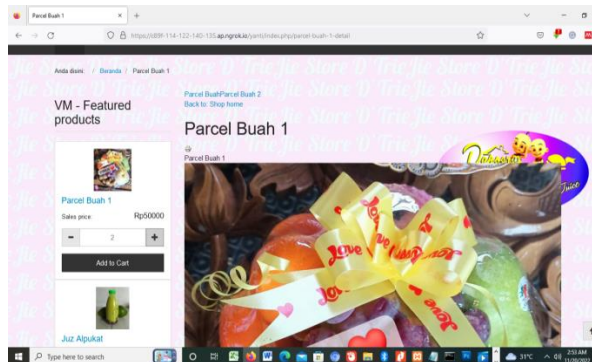 Parcel Buah 1
https://d89f-114-122-140-135.ap.ngrok.io/yanti/index.php/parcel-buah-1-detail
Anda disini: / Beranda / Parcel Buah 1
VM - Featured
products
Parcel Buah 1
Sales price: Rp50000
- 2 +
Add to Cart
Juz Alpukat
Parcel BuahParcel Buah 2
Back to: Shop home
Parcel Buah 1
Parcel Buah 1
Juice
Love
Love
Love
Type here to search
31°C
2:53 AM